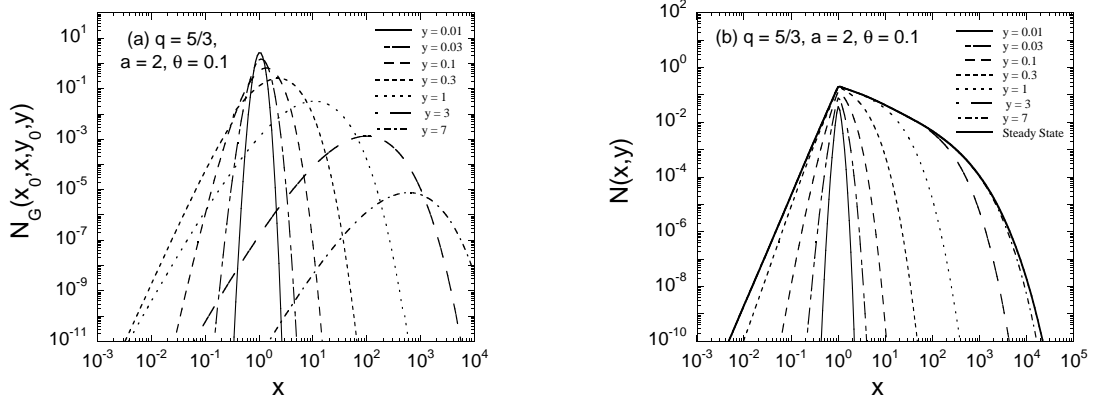 (a) q = 5/3,
a = 2, θ = 0.1
y = 0.01
y = 0.03
y = 0.1
y = 0.3
y = 1
y = 3
y = 7
10^1
10^-1
10^-3
10^-5
10^-7
10^-9
10^-11
N_G(x_0,x,y_0,y)
10^-3 10^-2 10^-1 10^0 10^1 10^2 10^3 10^4
x
(b) q = 5/3, a = 2, θ = 0.1
y = 0.01
y = 0.03
y = 0.1
y = 0.3
y = 1
y = 3
y = 7
Steady State
10^2
10^0
10^-2
10^-4
10^-6
10^-8
10^-10
N(x,y)
10^-3 10^-2 10^-1 10^0 10^1 10^2 10^3 10^4 10^5
x